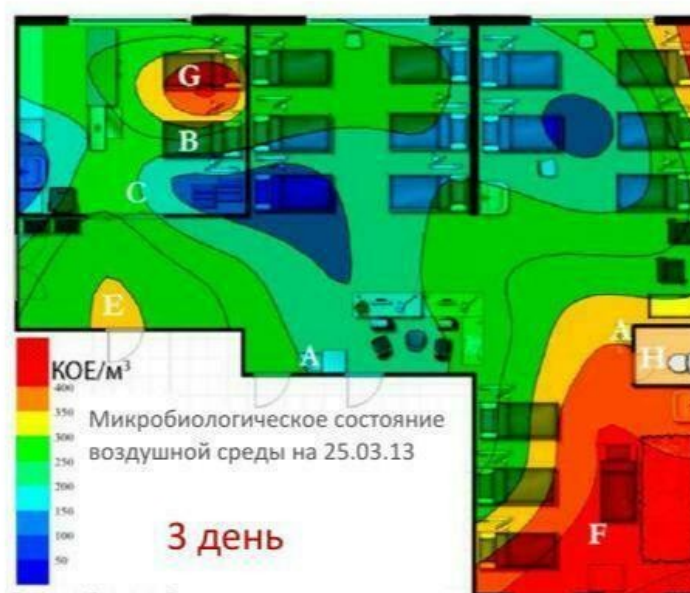 G
B
C
E
A
A
H
КОЕ/м³
400
350
300
250
200
150
100
50
Микробиологическое состояние
воздушной среды на 25.03.13
3 день
F